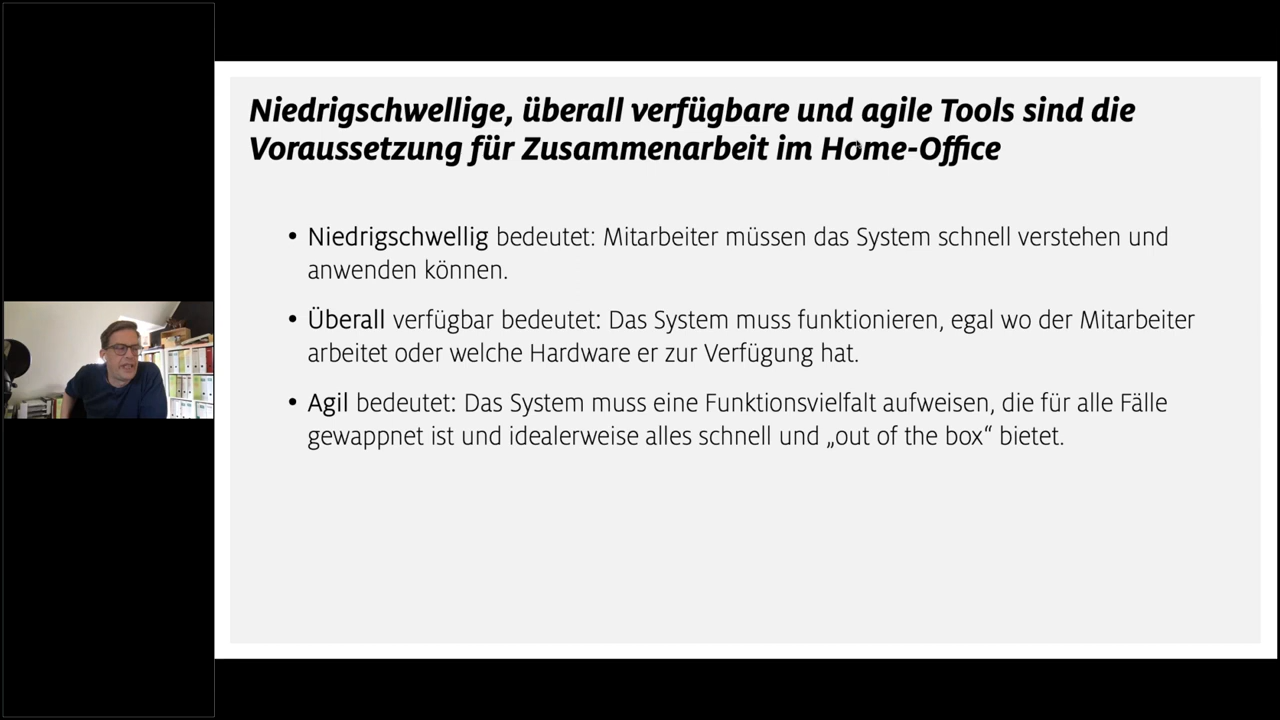 Niedrigschwellige, überall verfügbare und agile Tools sind die
Voraussetzung für Zusammenarbeit im Home-Office
• Niedrigschwellig bedeutet: Mitarbeiter müssen das System schnell verstehen und
anwenden können.
• Überall verfügbar bedeutet: Das System muss funktionieren, egal wo der Mitarbeiter
arbeitet oder welche Hardware er zur Verfügung hat.
• Agil bedeutet: Das System muss eine Funktionsvielfalt aufweisen, die für alle Fälle
gewappnet ist und idealerweise alles schnell und „out of the box“ bietet.